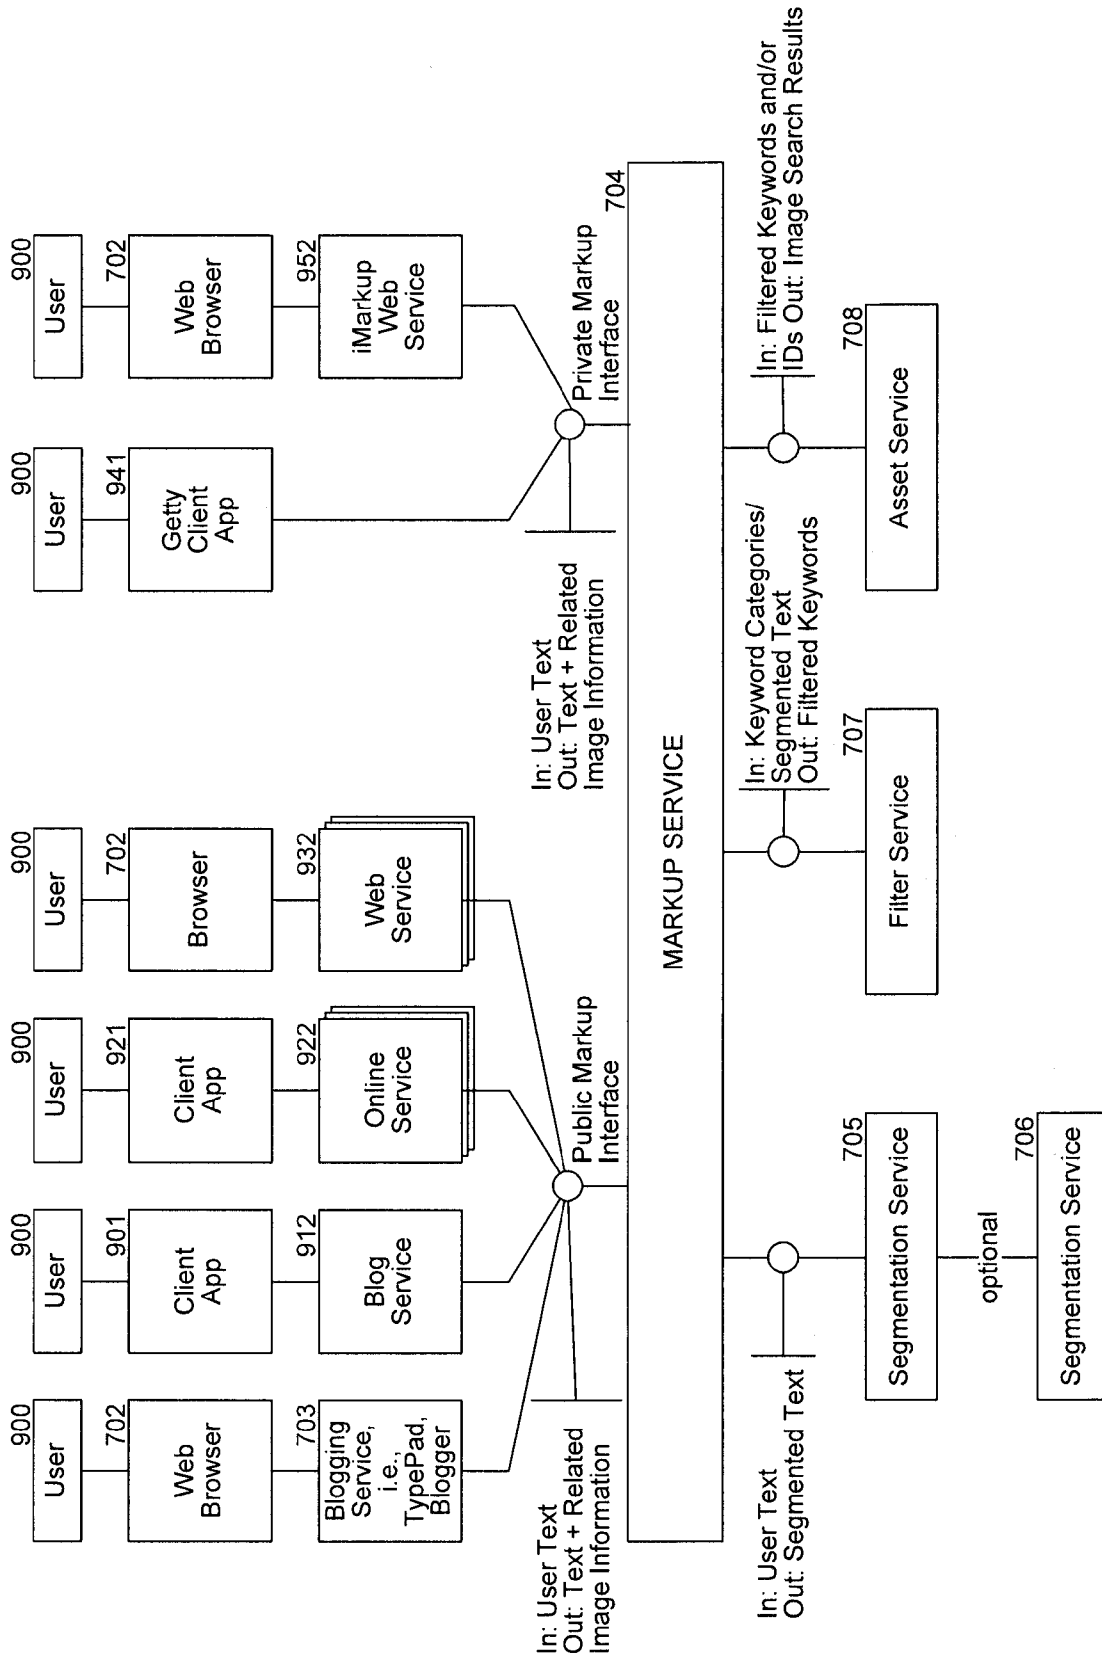 900
User
702
Web
Browser
703
Blogging
Service,
i.e.,
TypePad,
Blogger
900
User
901
Client
App
912
Blog
Service
900
User
921
Client
App
922
Online
Service
900
User
702
Browser
932
Web
Service
900
User
941
Getty
Client
App
900
User
702
Web
Browser
952
iMarkup
Web
Service
In: User Text
Out: Text + Related
Image Information
Public Markup
Interface
In: User Text
Out: Text + Related
Image Information
Private Markup
Interface
704
MARKUP SERVICE
In: User Text
Out: Segmented Text
In: Keyword Categories/
Segmented Text
Out: Filtered Keywords
In: Filtered Keywords and/or
IDs Out: Image Search Results
705
Segmentation Service
optional
706
Segmentation Service
707
Filter Service
708
Asset Service